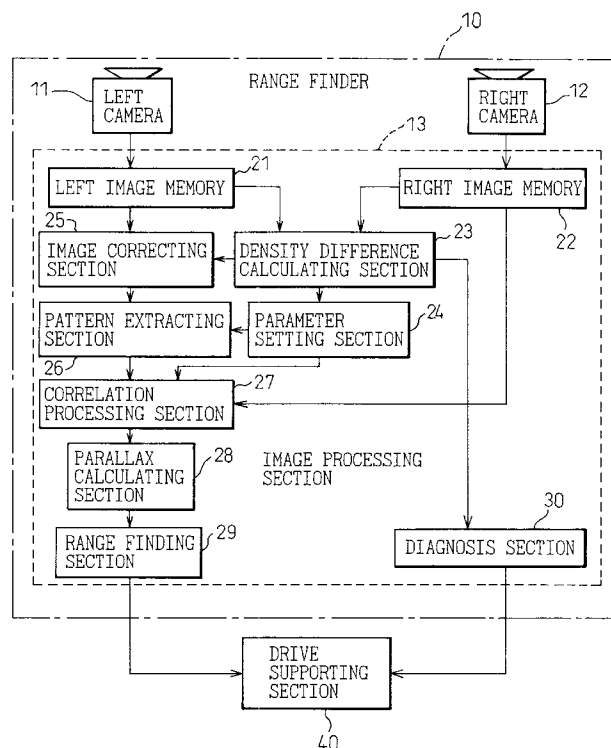 10
RANGE FINDER
11
LEFT
CAMERA
RIGHT
CAMERA
12
13
LEFT IMAGE MEMORY
21
RIGHT IMAGE MEMORY
22
25
IMAGE CORRECTING
SECTION
DENSITY DIFFERENCE
CALCULATING SECTION
23
PATTERN EXTRACTING
SECTION
26
PARAMETER
SETTING SECTION
24
27
CORRELATION
PROCESSING SECTION
PARALLAX
CALCULATING
SECTION
28
IMAGE PROCESSING
SECTION
RANGE FINDING
SECTION
29
30
DIAGNOSIS SECTION
DRIVE
SUPPORTING
SECTION
40